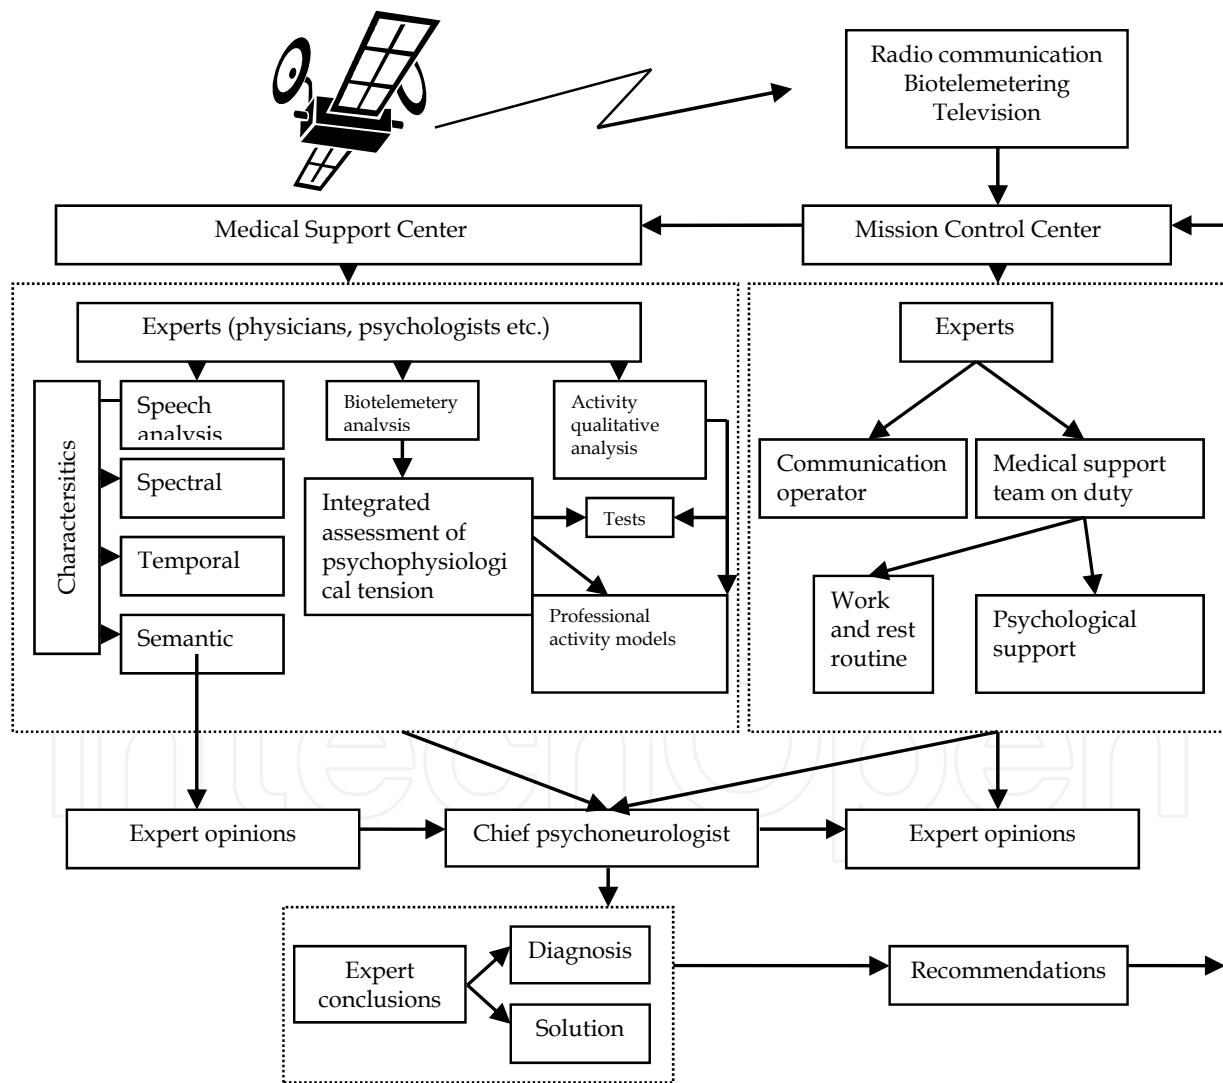 Radio communication
Biotelemetering
Television
Medical Support Center
Mission Control Center
Experts (physicians, psychologists etc.)
Experts
Charactersitics
Speech
analysis
Biotelemetery
analysis
Activity
qualitative
analysis
Communication
operator
Medical support
team on duty
Spectral
Integrated
assessment of
psychophysiologi
cal tension
Tests
Temporal
Work
and rest
routine
Psychological
support
Professional
activity models
Semantic
IntechOpen
Expert opinions
Chief psychoneurologist
Expert opinions
Expert
conclusions
Diagnosis
Solution
Recommendations